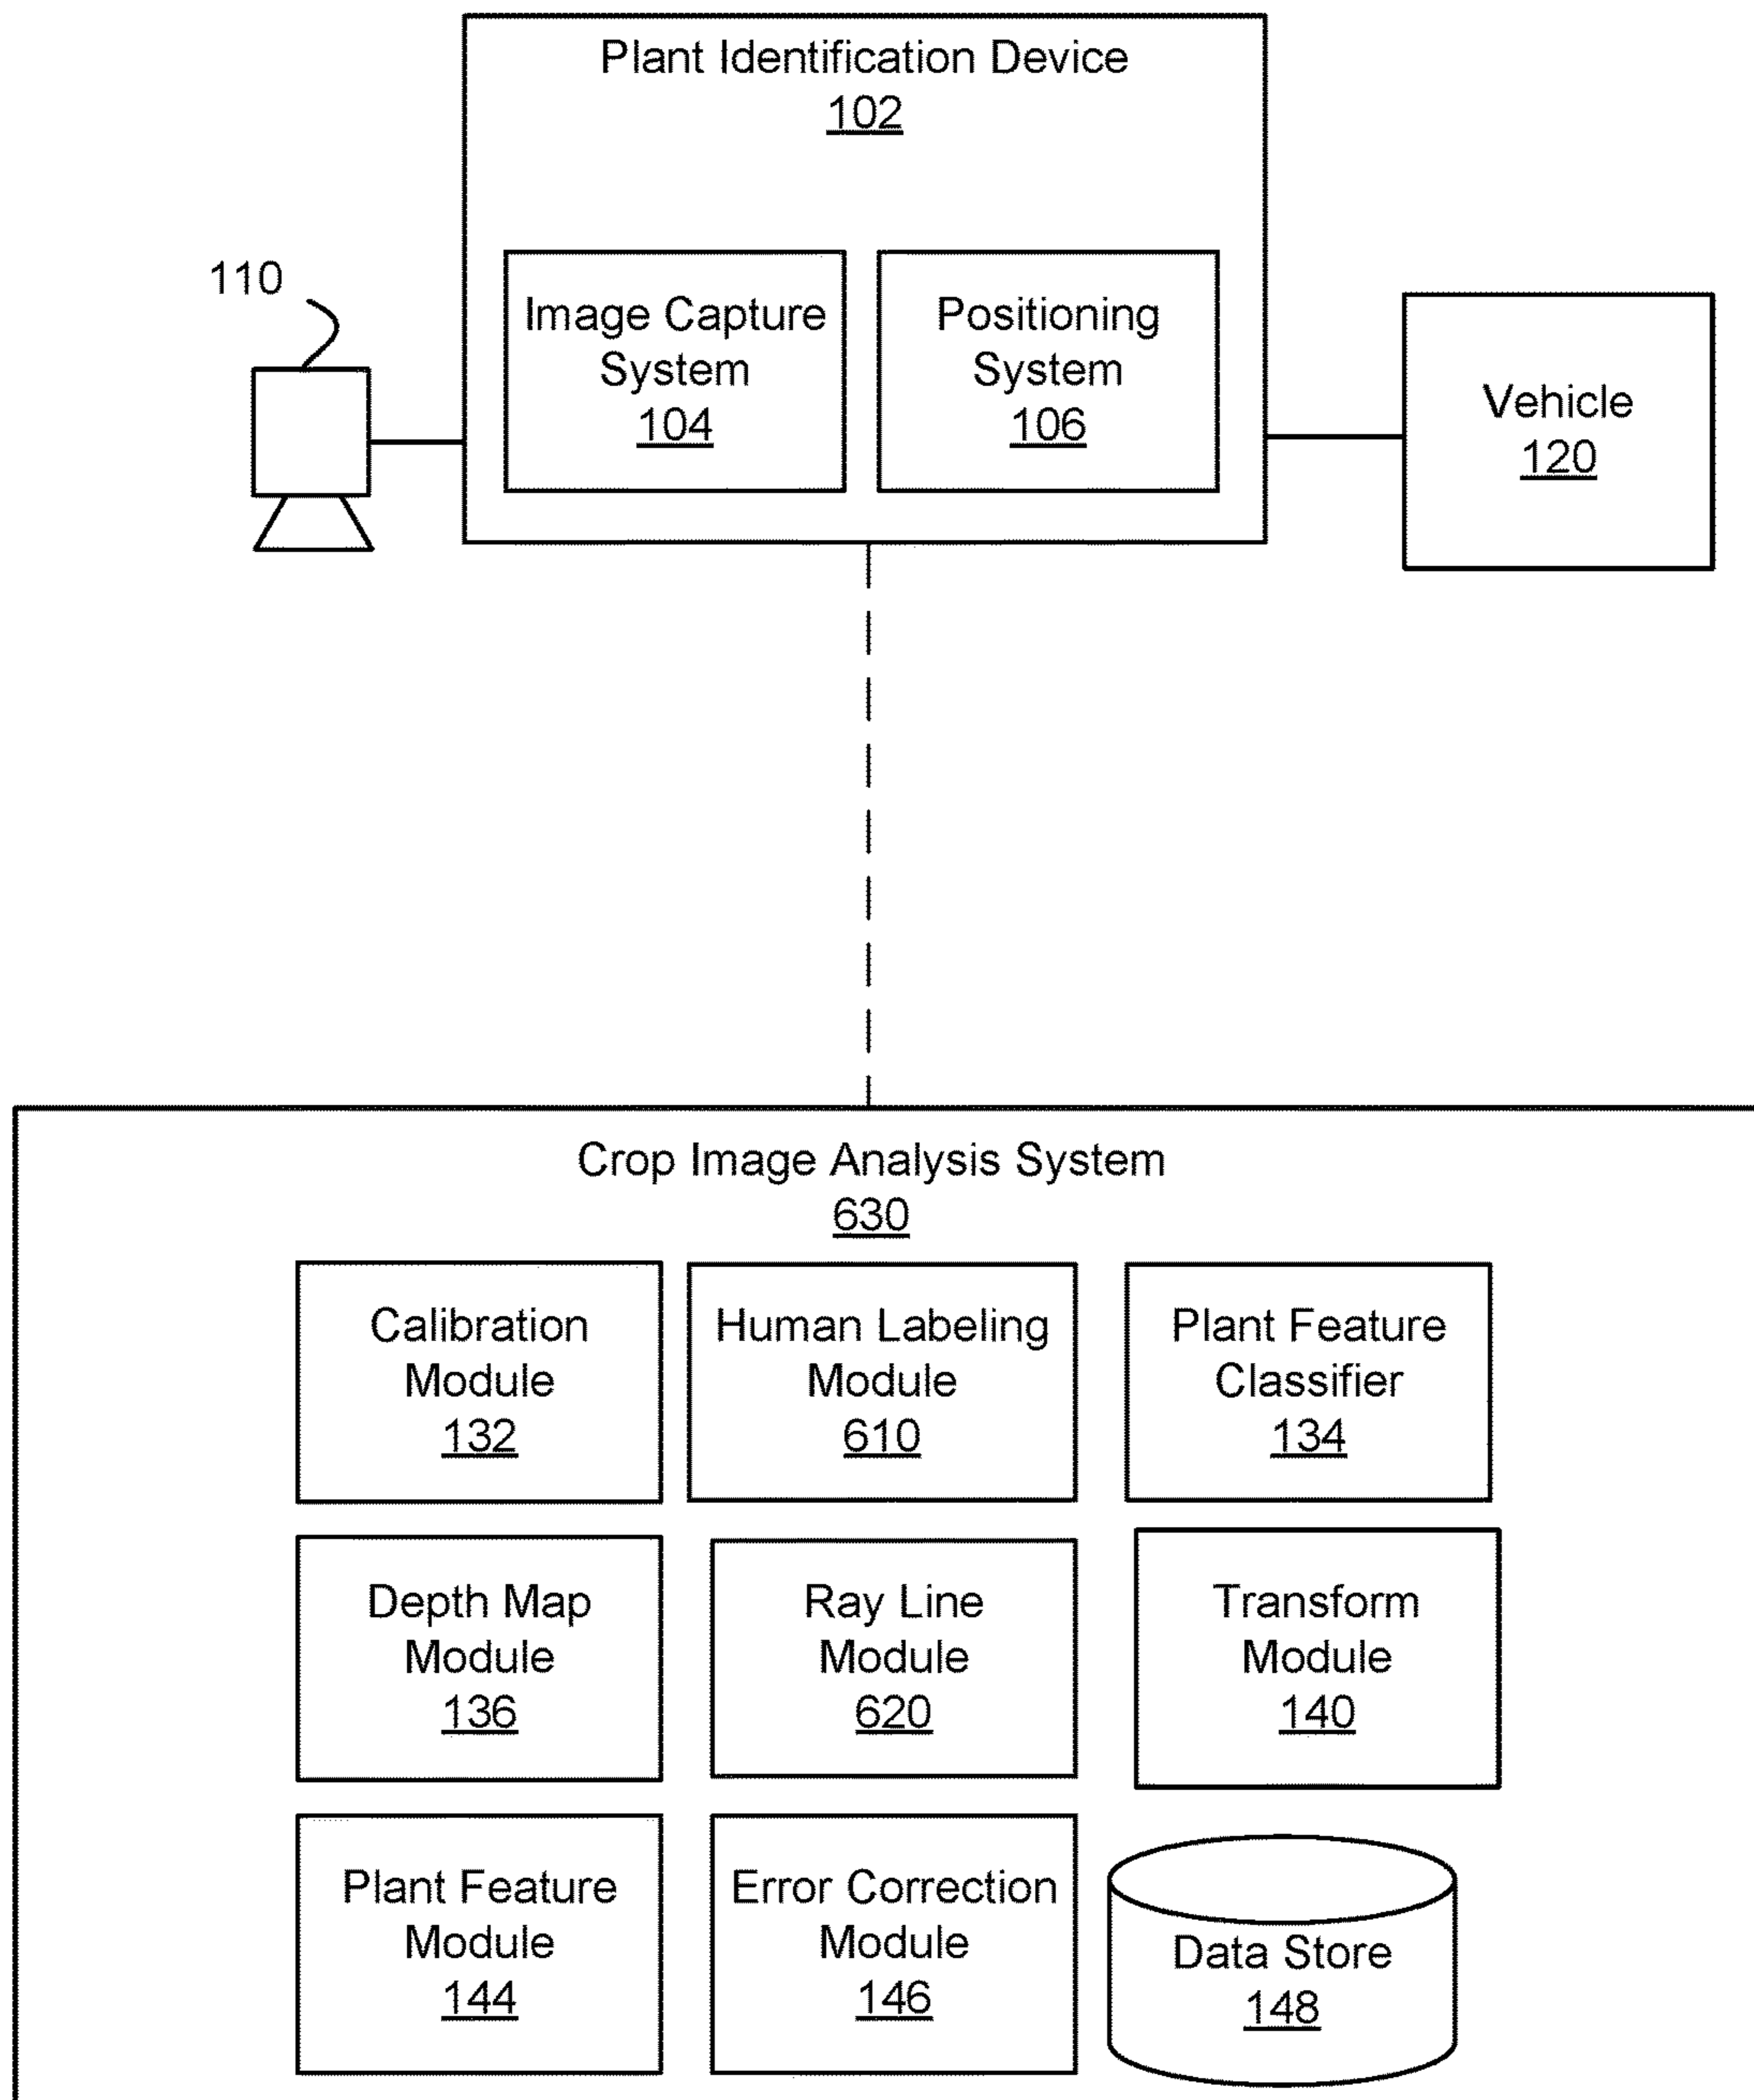 Plant Identification Device
102
110
Image Capture
System
104
Positioning
System
106
Vehicle
120
Crop Image Analysis System
630
Calibration
Module
132
Human Labeling
Module
610
Plant Feature
Classifier
134
Depth Map
Module
136
Ray Line
Module
620
Transform
Module
140
Plant Feature
Module
144
Error Correction
Module
146
Data Store
148